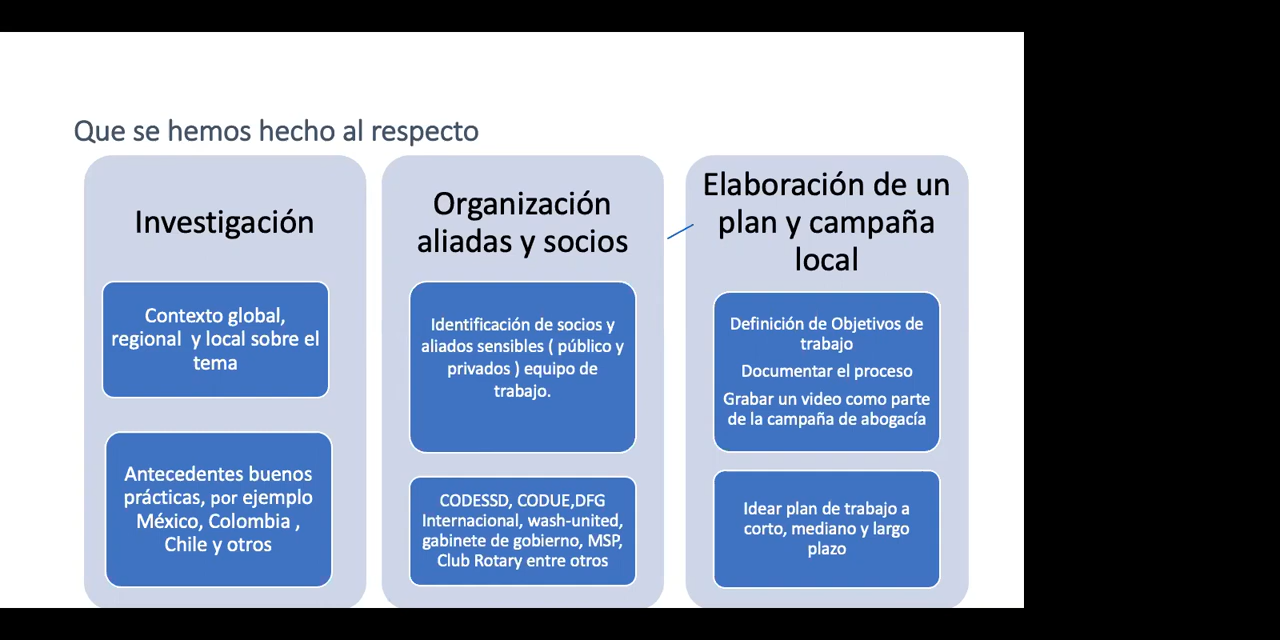 Que se hemos hecho al respecto
Investigación
Contexto global,
regional  y local sobre el
tema
Antecedentes buenos
prácticas, por ejemplo
México, Colombia ,
Chile y otros
Organización
aliadas y socios
Identificación de socios y
aliados sensibles ( público y
privados ) equipo de
trabajo.
CODESSD, CODUE,DFG
Internacional, wash-united,
gabinete de gobierno, MSP,
Club Rotary entre otros
Elaboración de un
plan y campaña
local
Definición de Objetivos de
trabajo
Documentar el proceso
Grabar un video como parte
de la campaña de abogacía
Idear plan de trabajo a
corto, mediano y largo
plazo